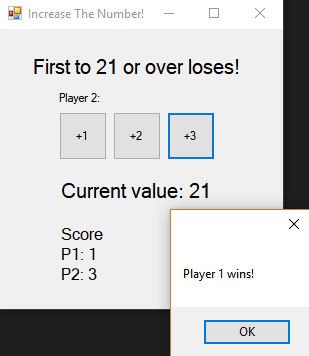 Increase The Number!
First to 21 or over loses!
Player 2:
+1 +2 +3
Current value: 21
Score
P1: 1
P2: 3
Player 1 wins!
OK